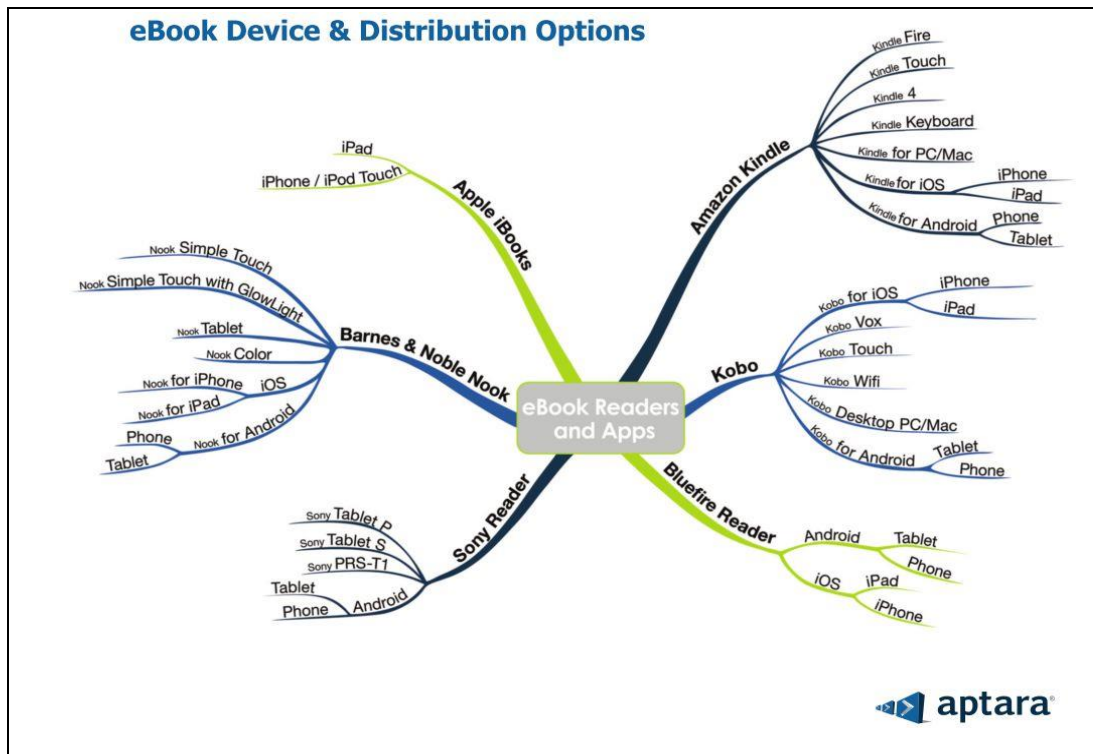 eBook Device & Distribution Options
eBook Readers
and Apps
Apple iBooks
iPad
iPhone / iPod Touch
Barnes & Noble Nook
Nook Simple Touch
Nook Simple Touch with GlowLight
Nook Tablet
Nook Color
iOS
Nook for iPhone
Nook for iPad
Nook for Android
Phone
Tablet
Sony Reader
Sony Tablet P
Sony Tablet S
Sony PRS-T1
Android
Tablet
Phone
Amazon Kindle
Kindle Fire
Kindle Touch
Kindle 4
Kindle Keyboard
Kindle for PC/Mac
Kindle for iOS
iPhone
iPad
Kindle for Android
Phone
Tablet
Kobo
Kobo for iOS
iPhone
iPad
Kobo Vox
Kobo Touch
Kobo Wifi
Kobo Desktop PC/Mac
Kobo for Android
Tablet
Phone
Bluefire Reader
Android
Tablet
Phone
iOS
iPad
iPhone
aptara®